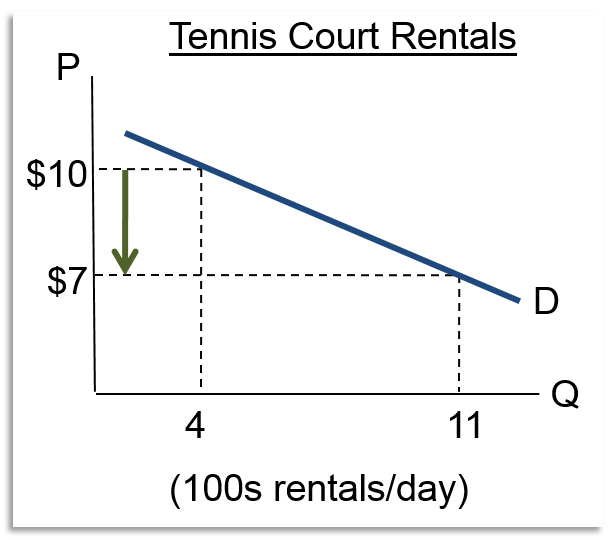 Tennis Court Rentals
P
$10
$7
D
Q
4 11
(100s rentals/day)